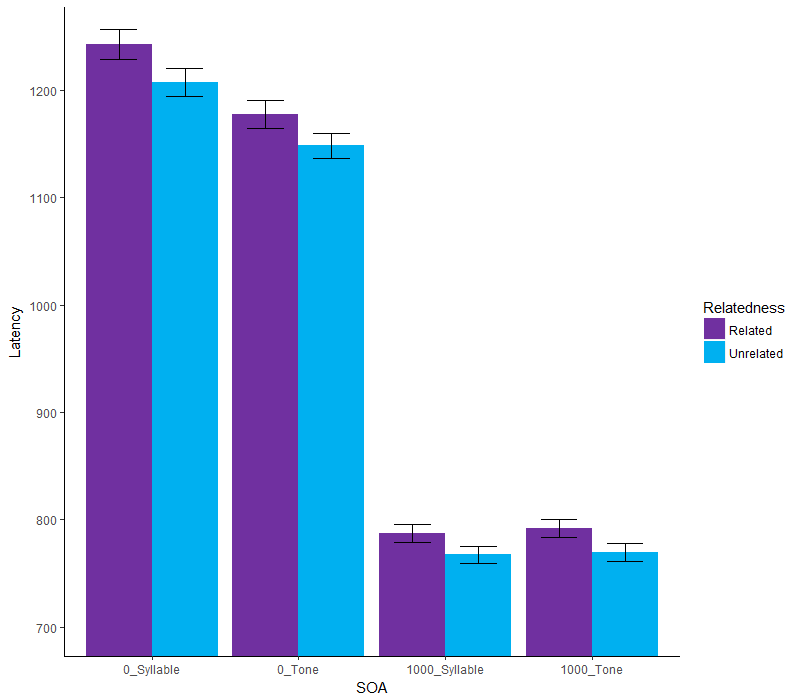 1200
1100
1000
900
800
700
Latency
0_Syllable
0_Tone
1000_Syllable
1000_Tone
SOA
Relatedness
Related
Unrelated